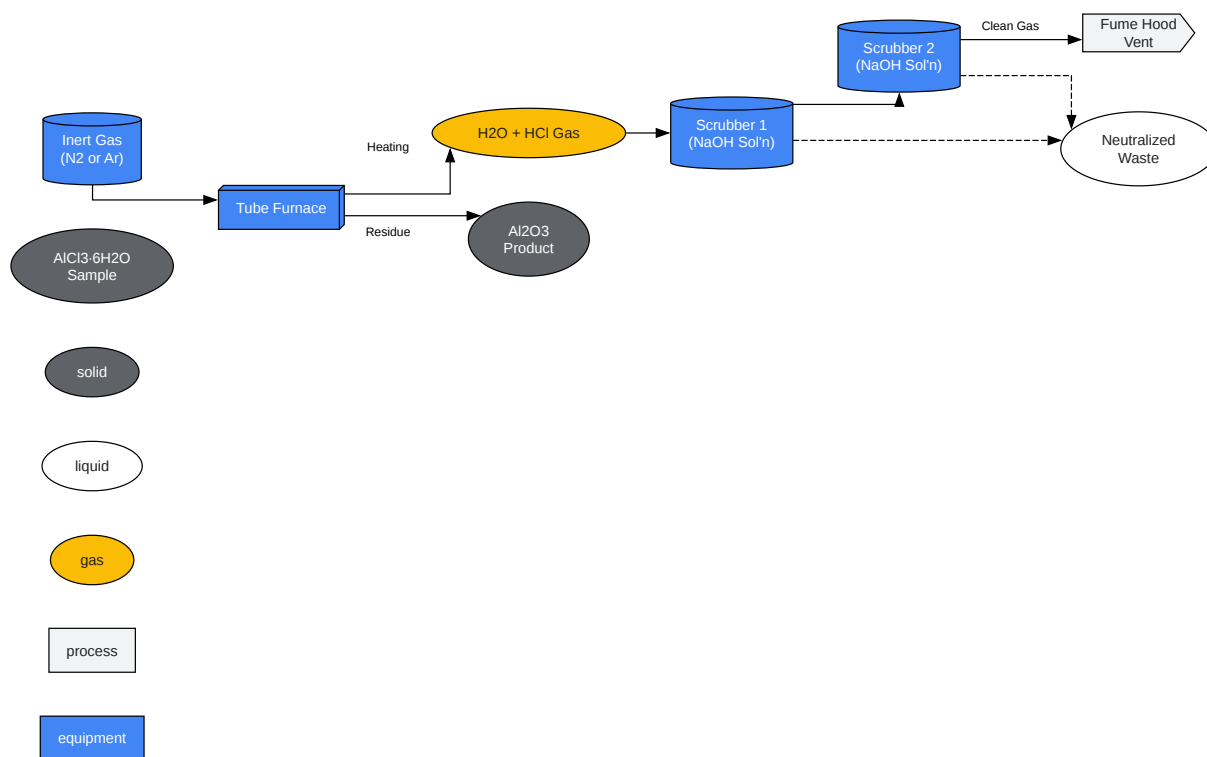 Inert Gas
(N2 or Ar)
AlCl3·6H2O
Sample
Tube Furnace
Heating
Residue
H2O + HCl Gas
Al2O3
Product
Scrubber 1
(NaOH Sol'n)
Scrubber 2
(NaOH Sol'n)
Clean Gas
Fume Hood
Vent
Neutralized
Waste
solid
liquid
gas
process
equipment